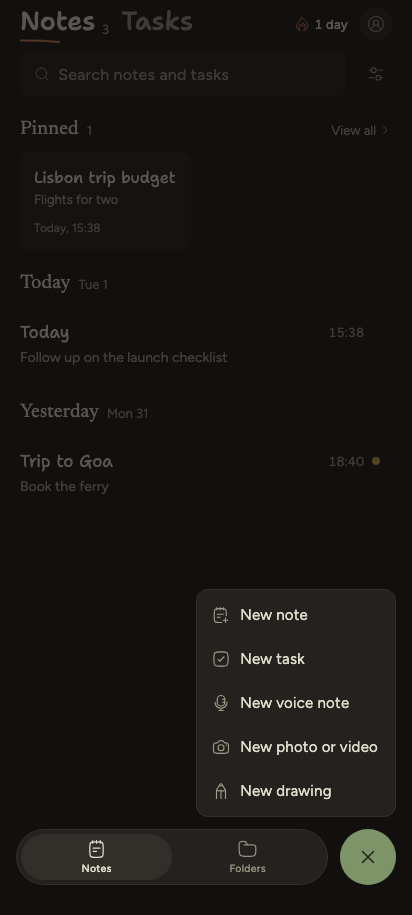 Notes 3 Tasks 1 day
Search notes and tasks
Pinned 1 View all
Lisbon trip budget
Flights for two
Today, 15:38
Today Tue 1
Today 15:38
Follow up on the launch checklist
Yesterday Mon 31
Trip to Goa 18:40
Book the ferry
New note
New task
New voice note
New photo or video
New drawing
Notes Folders